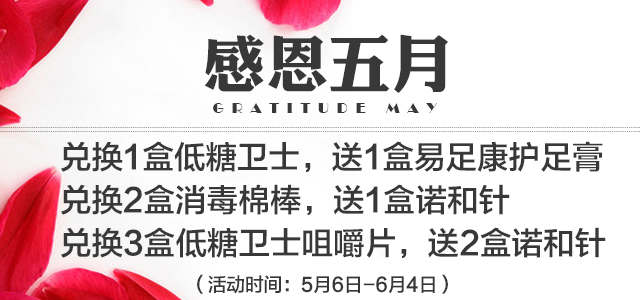 感恩五月
GRATITUDE MAY
兑换1盒低糖卫士，送1盒易足康护足膏
兑换2盒消毒棉棒，送1盒诺和针
兑换3盒低糖卫士咀嚼片，送2盒诺和针
（活动时间：5月6日-6月4日）